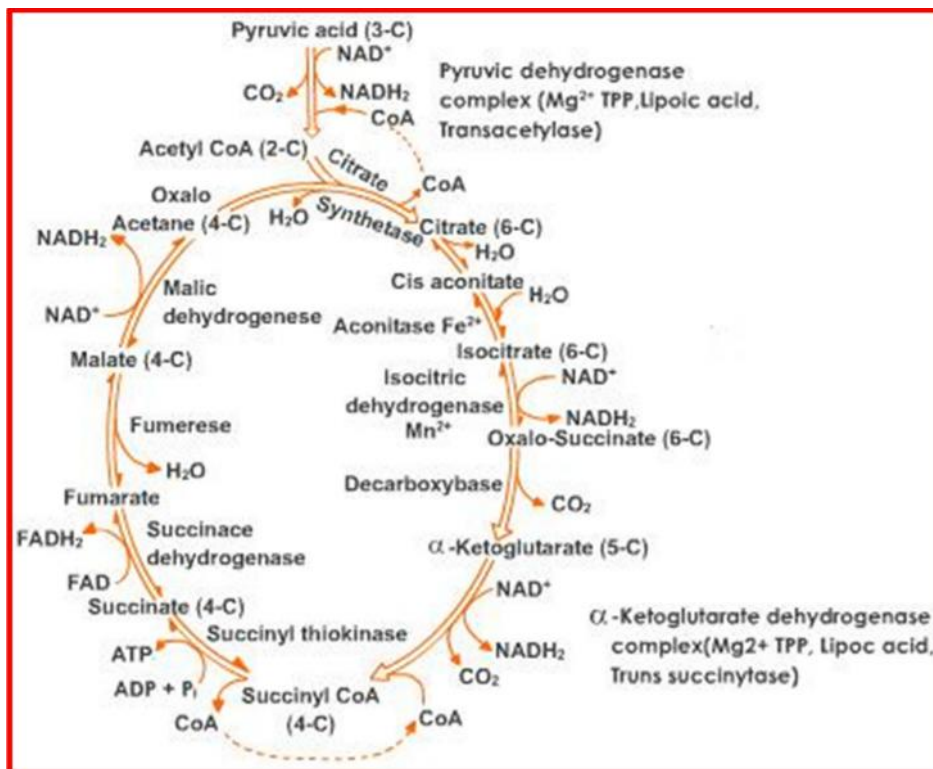 Pyruvic acid (3-C)
NAD⁺
CO₂
NADH₂
CoA
Pyruvic dehydrogenase
complex (Mg²⁺ TPP,Lipoic acid,
Transacetylase)
Acetyl CoA (2-C)
Citrate
Synthetase
CoA
Oxalo
Acetane (4-C)
H₂O
Citrate (6-C)
H₂O
NADH₂
Cis aconitate
H₂O
Malic
dehydrogenese
NAD⁺
Aconitase Fe²⁺
Isocitrate (6-C)
Malate (4-C)
Isocitric
dehydrogenase
Mn²⁺
NAD⁺
NADH₂
Oxalo-Succinate (6-C)
Fumerese
H₂O
Decarboxybase
CO₂
Fumarate
FADH₂
Succinace
dehydrogenase
FAD
α-Ketoglutarate (5-C)
NAD⁺
Succinate (4-C)
α-Ketoglutarate dehydrogenase
complex(Mg2+ TPP, Lipoc acid,
Truns succinytase)
Succinyl thiokinase
ATP
NADH₂
CO₂
ADP + Pᵢ
Succinyl CoA
(4-C)
CoA
CoA